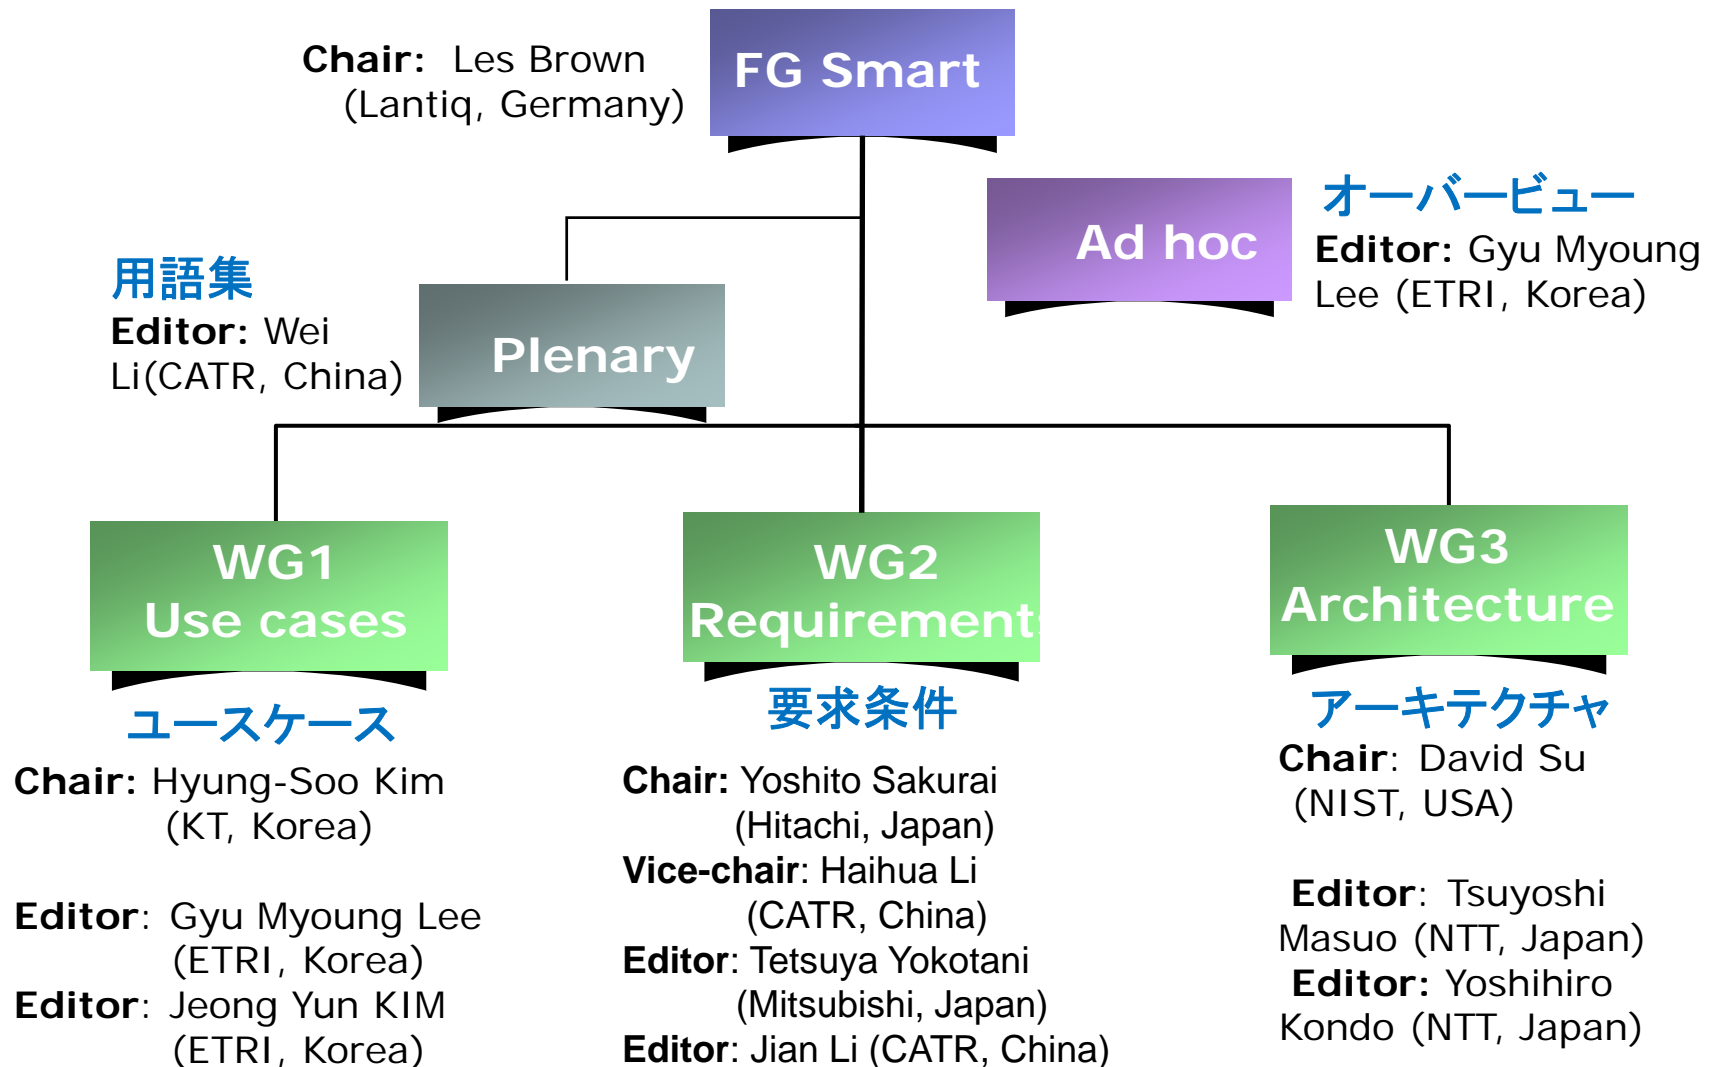 Chair: Les Brown
(Lantiq, Germany)
FG Smart
Ad hoc
オーバービュー
Editor: Gyu Myoung
Lee (ETRI, Korea)
用語集
Editor: Wei
Li(CATR, China)
Plenary
WG1
Use cases
ユースケース
Chair: Hyung-Soo Kim
(KT, Korea)
Editor: Gyu Myoung Lee
(ETRI, Korea)
Editor: Jeong Yun KIM
(ETRI, Korea)
WG2
Requirements
要求条件
Chair: Yoshito Sakurai
(Hitachi, Japan)
Vice-chair: Haihua Li
(CATR, China)
Editor: Tetsuya Yokotani
(Mitsubishi, Japan)
Editor: Jian Li (CATR, China)
WG3
Architecture
アーキテクチャ
Chair: David Su
(NIST, USA)
Editor: Tsuyoshi
Masuo (NTT, Japan)
Editor: Yoshihiro
Kondo (NTT, Japan)